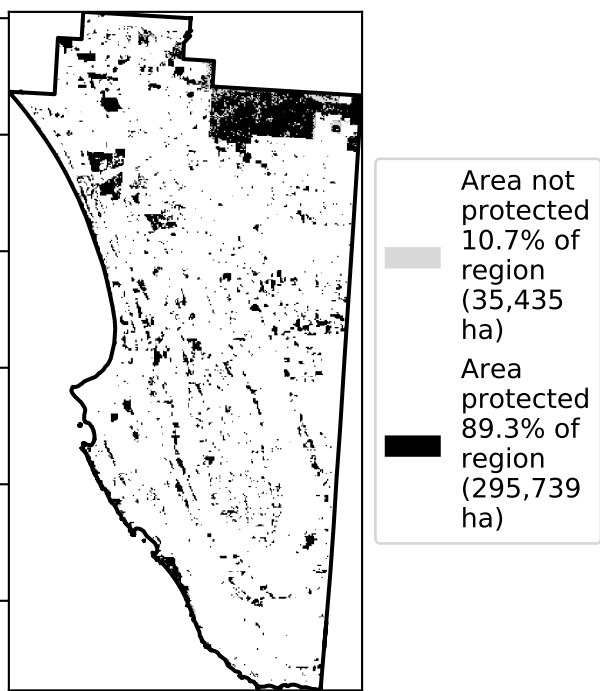 Area not
protected
10.7% of
region
(35,435
ha)
Area
protected
89.3% of
region
(295,739
ha)